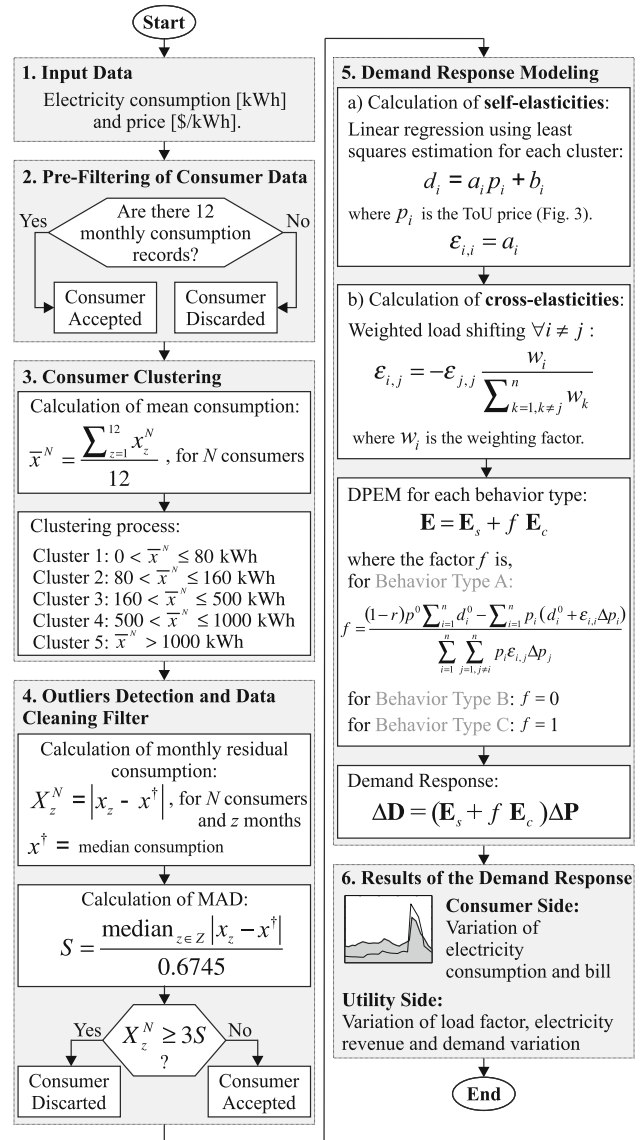 Start
1. Input Data
Electricity consumption [kWh]
and price [$/kWh].
2. Pre-Filtering of Consumer Data
Yes
Are there 12
monthly consumption
records?
No
Consumer
Accepted
Consumer
Discarded
3. Consumer Clustering
Calculation of mean consumption:
x̄^N = ∑_{z=1}^{12} x_z^N / 12 , for N consumers
Clustering process:
Cluster 1: 0 < x̄^N ≤ 80 kWh
Cluster 2: 80 < x̄^N ≤ 160 kWh
Cluster 3: 160 < x̄^N ≤ 500 kWh
Cluster 4: 500 < x̄^N ≤ 1000 kWh
Cluster 5: x̄^N > 1000 kWh
4. Outliers Detection and Data
Cleaning Filter
Calculation of monthly residual
consumption:
X_z^N = |x_z - x^†| , for N consumers
and z months
x^† = median consumption
Calculation of MAD:
S = median_{z∈Z} |x_z − x^†| / 0.6745
Yes
X_z^N ≥ 3S
?
No
Consumer
Discarted
Consumer
Accepted
5. Demand Response Modeling
a) Calculation of self-elasticities:
Linear regression using least
squares estimation for each cluster:
d_i = a_i p_i + b_i
where p_i is the ToU price (Fig. 3).
ε_{i,i} = a_i
b) Calculation of cross-elasticities:
Weighted load shifting ∀i ≠ j :
ε_{i,j} = −ε_{j,j} w_i / ∑_{k=1,k≠j}^n w_k
where w_i is the weighting factor.
DPEM for each behavior type:
E = E_s + f E_c
where the factor f is,
for Behavior Type A:
f = ((1−r)p^0 ∑_{i=1}^n d_i^0 − ∑_{i=1}^n p_i (d_i^0 + ε_{i,i}Δp_i)) / (∑_{i=1}^n ∑_{j=1,j≠i}^n p_i ε_{i,j} Δp_j)
for Behavior Type B: f = 0
for Behavior Type C: f = 1
Demand Response:
ΔD = (E_s + f E_c)ΔP
6. Results of the Demand Response
Consumer Side:
Variation of
electricity
consumption and bill
Utility Side:
Variation of load factor, electricity
revenue and demand variation
End